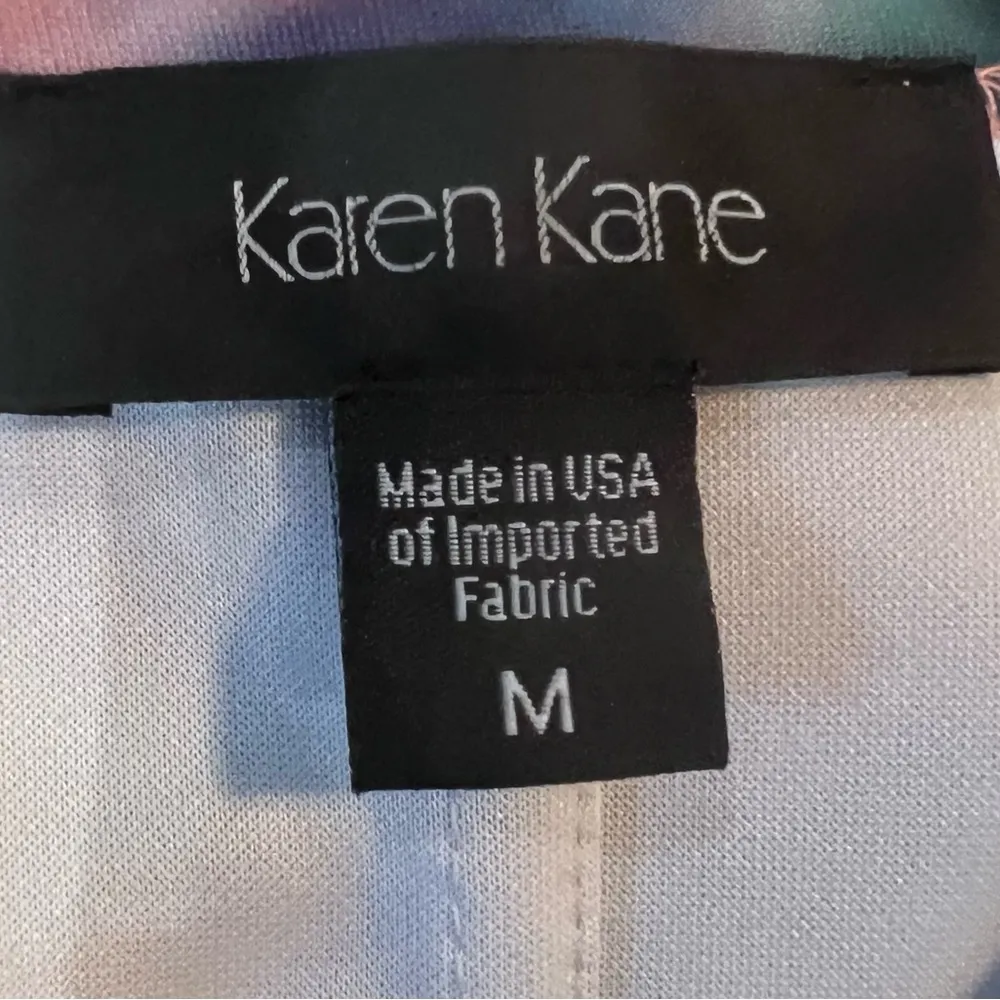 Karen Kane
Made in USA
of Imported
Fabric
M